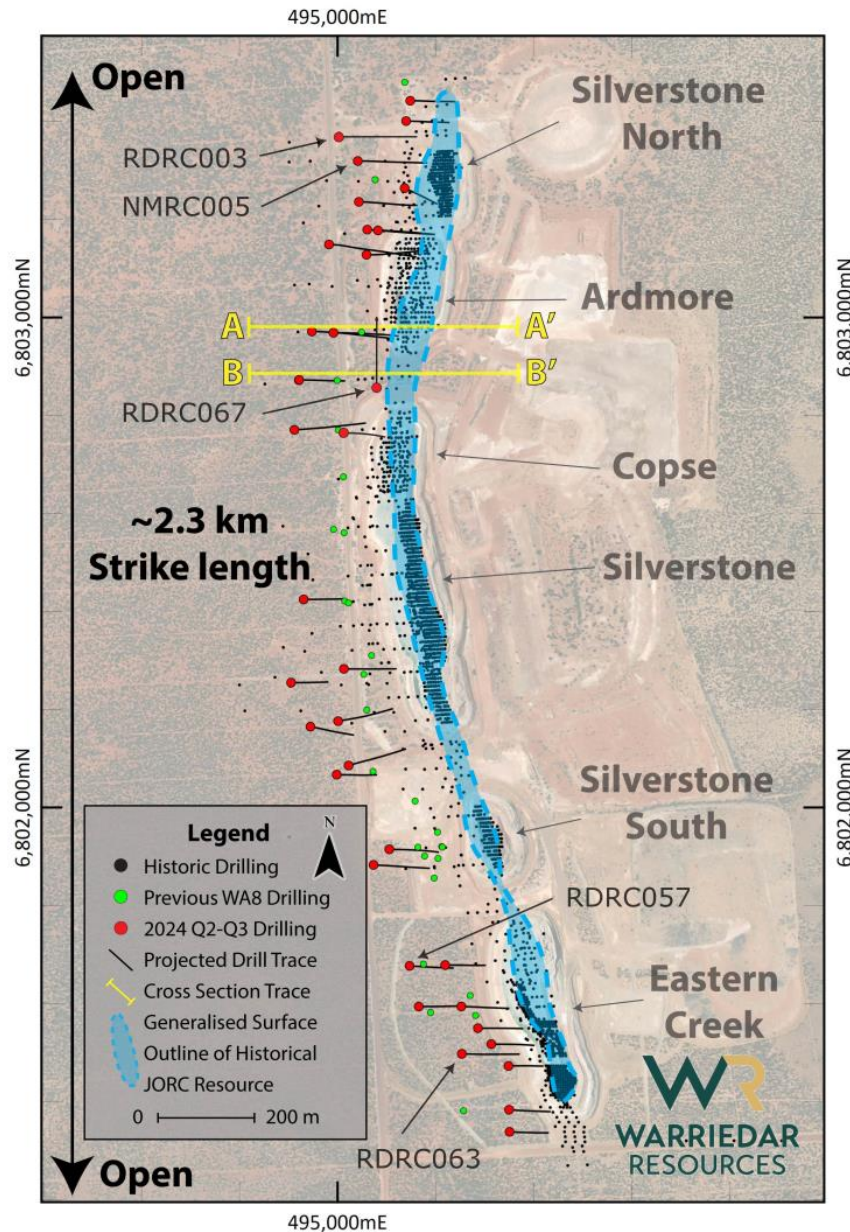 495,000mE
Open
Silverstone
North
RDRC003
NMRC005
Ardmore
6,803,000mN
6,803,000mN
A
A’
B
B’
RDRC067
Copse
~2.3 km
Strike length
Silverstone
Silverstone
South
6,802,000mN
6,802,000mN
Legend
N
Historic Drilling
Previous WA8 Drilling
2024 Q2-Q3 Drilling
Projected Drill Trace
Cross Section Trace
Generalised Surface
Outline of Historical
JORC Resource
0 200 m
RDRC057
Eastern
Creek
RDRC063
WR
WARRIEDAR
RESOURCES
Open
495,000mE